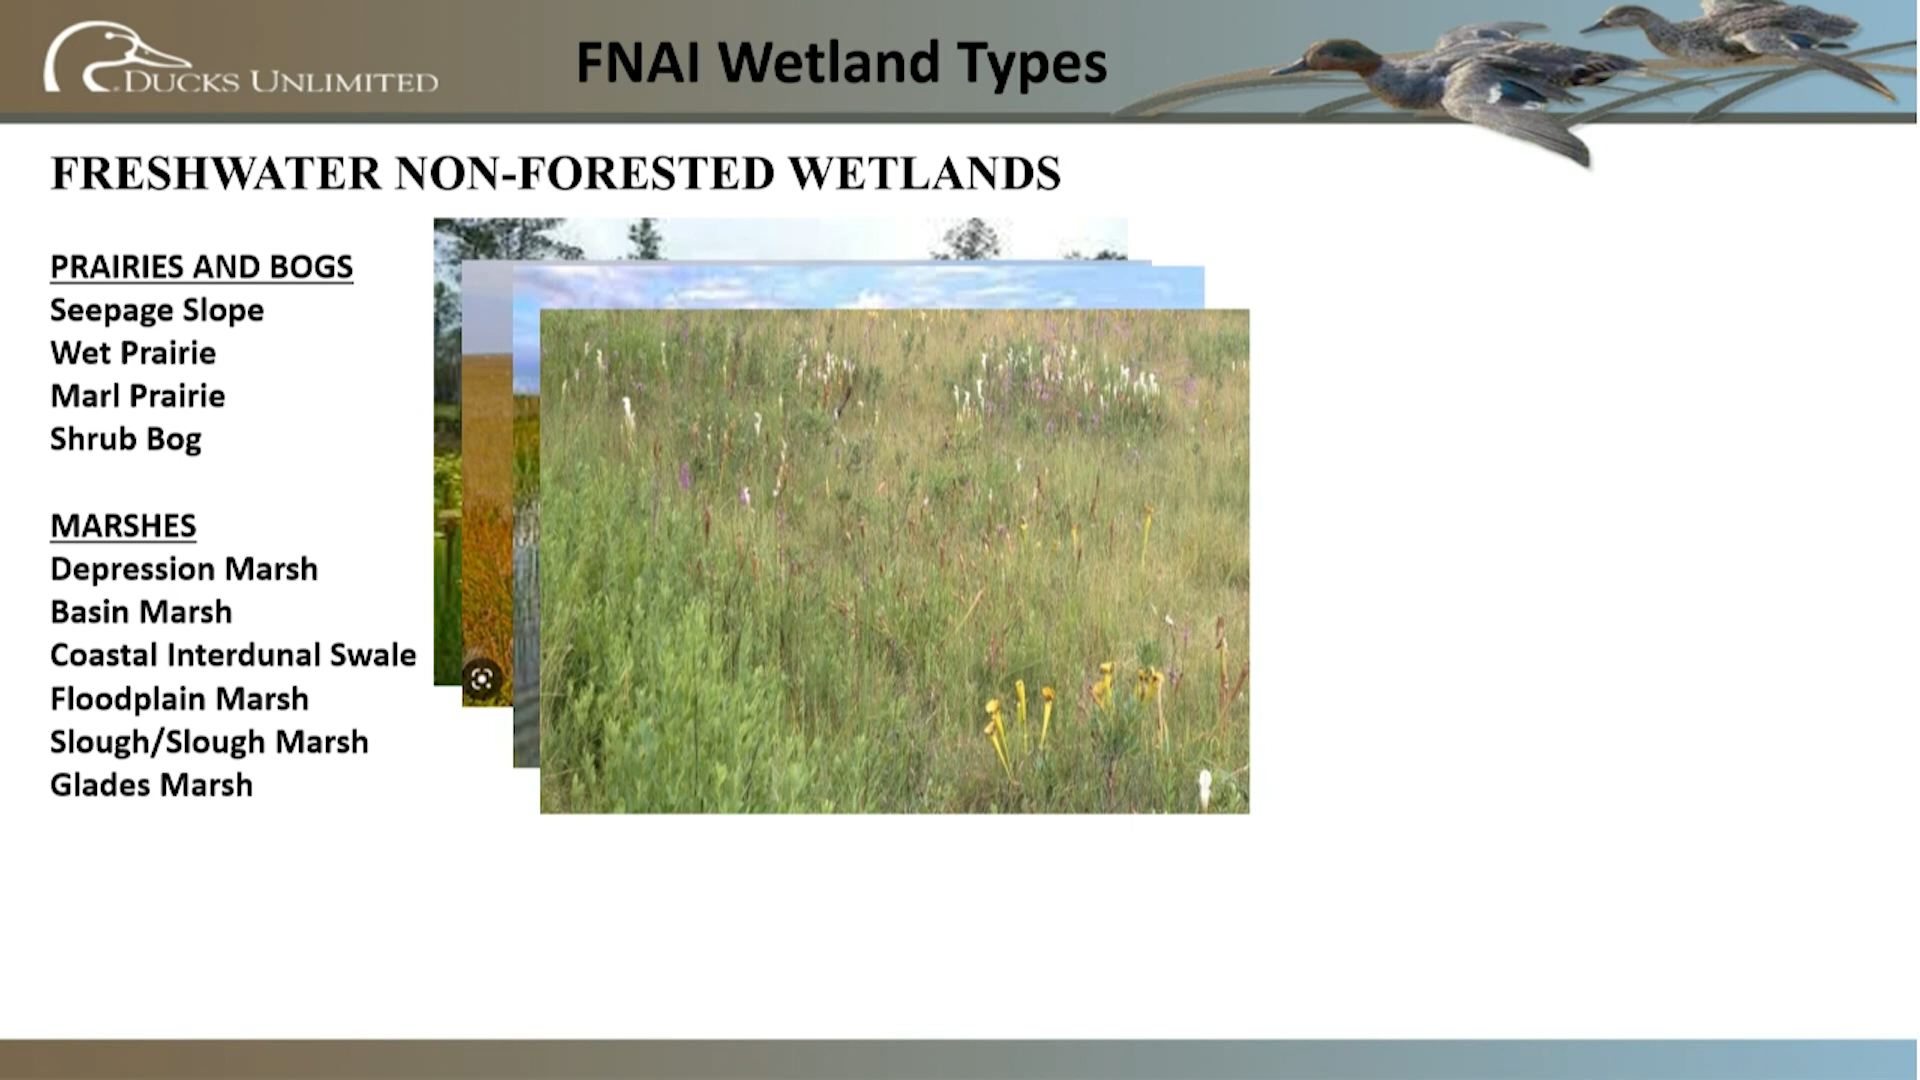 DUCKS UNLIMITED
FNAI Wetland Types
FRESHWATER NON-FORESTED WETLANDS
PRAIRIES AND BOGS
Seepage Slope
Wet Prairie
Marl Prairie
Shrub Bog
MARSHES
Depression Marsh
Basin Marsh
Coastal Interdunal Swale
Floodplain Marsh
Slough/Slough Marsh
Glades Marsh